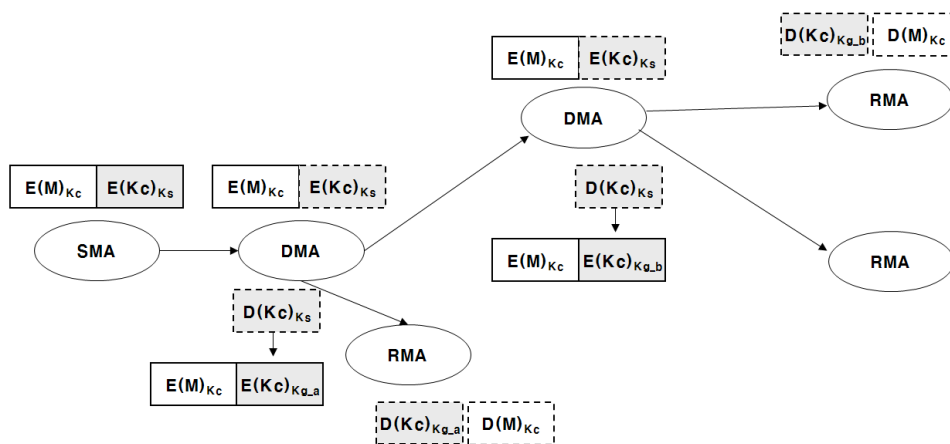 D(Kc)Kg_b D(M)Kc
E(M)Kc E(Kc)Ks
RMA
DMA
E(M)Kc E(Kc)Ks E(M)Kc E(Kc)Ks
D(Kc)Ks
SMA DMA
E(M)Kc E(Kc)Kg_b
RMA
D(Kc)Ks
RMA
E(M)Kc E(Kc)Kg_a
D(Kc)Kg_a D(M)Kc